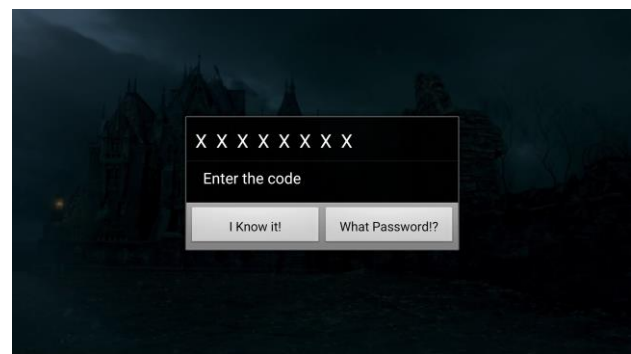 X X X X X X X X
Enter the code
I Know it!
What Password!?